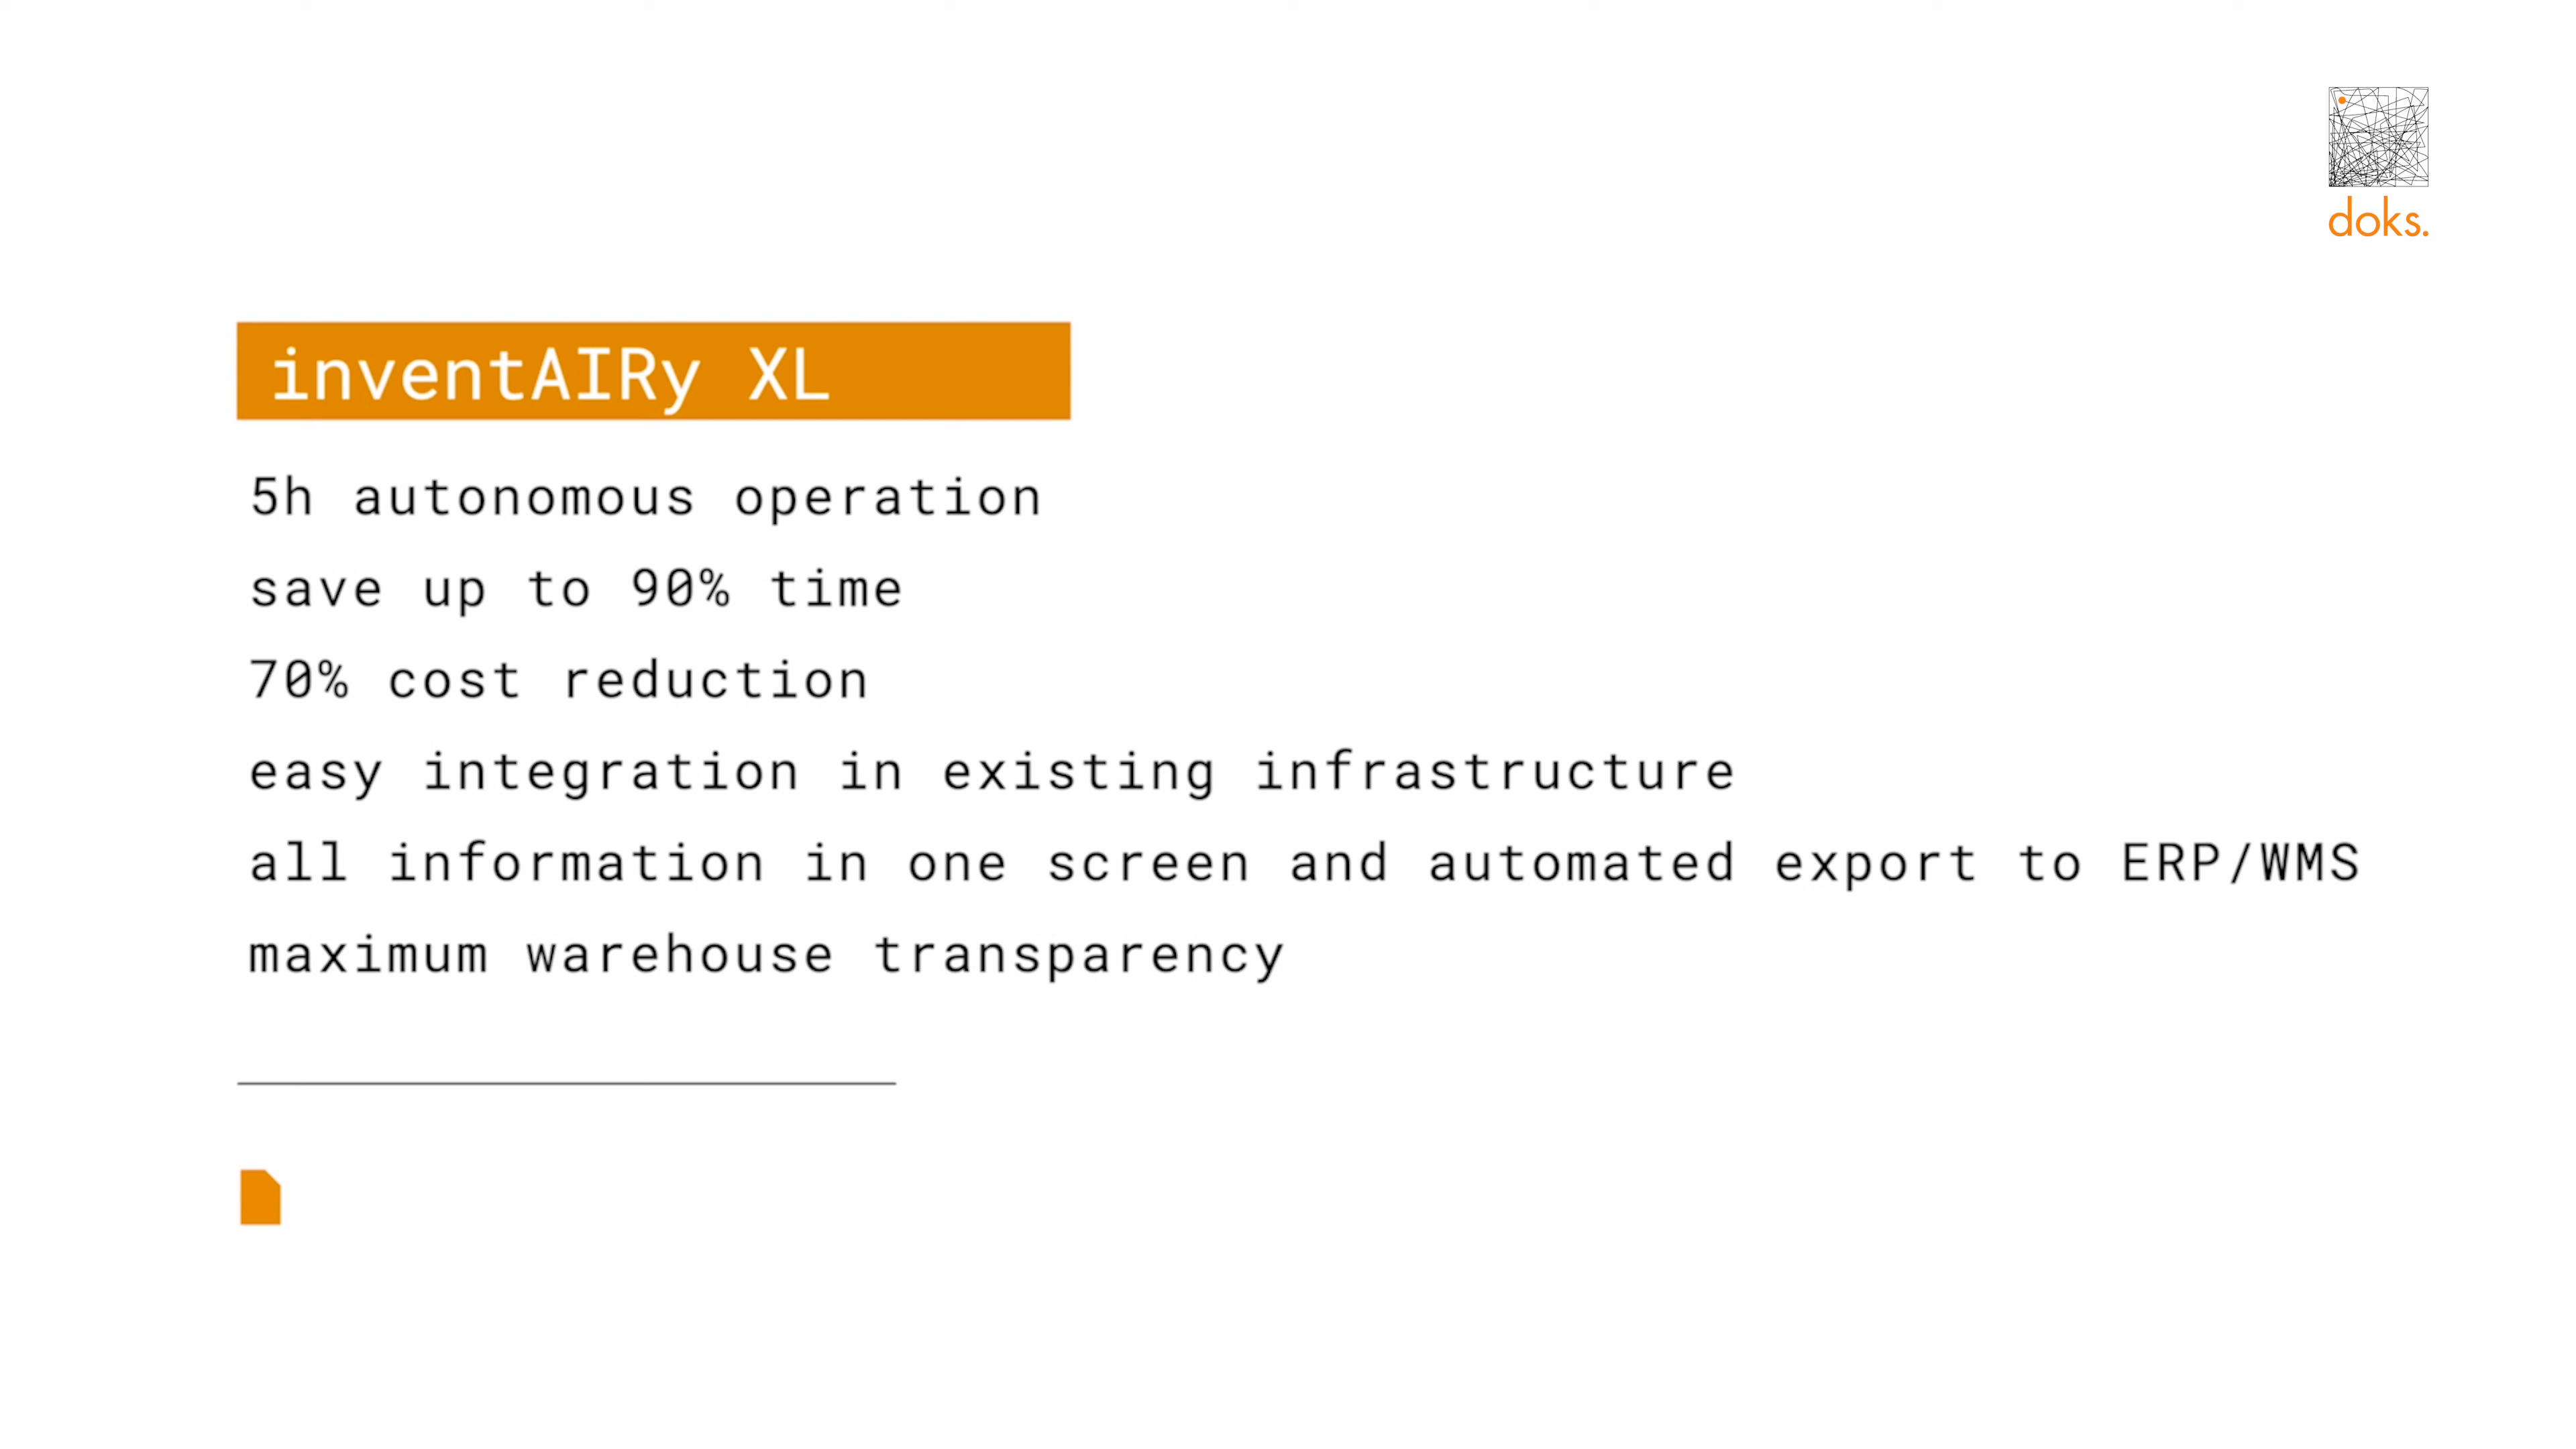 doks.
inventAIRy XL
5h autonomous operation
save up to 90% time
70% cost reduction
easy integration in existing infrastructure
all information in one screen and automated export to ERP/WMS
maximum warehouse transparency